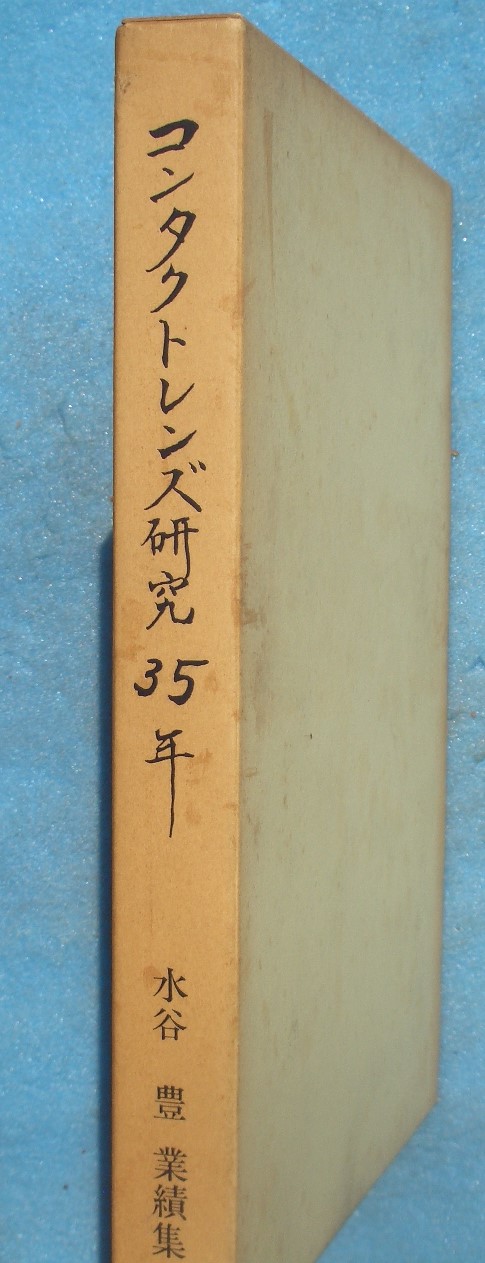 コンタクトレンズ研究35年
水谷 豊 業績集